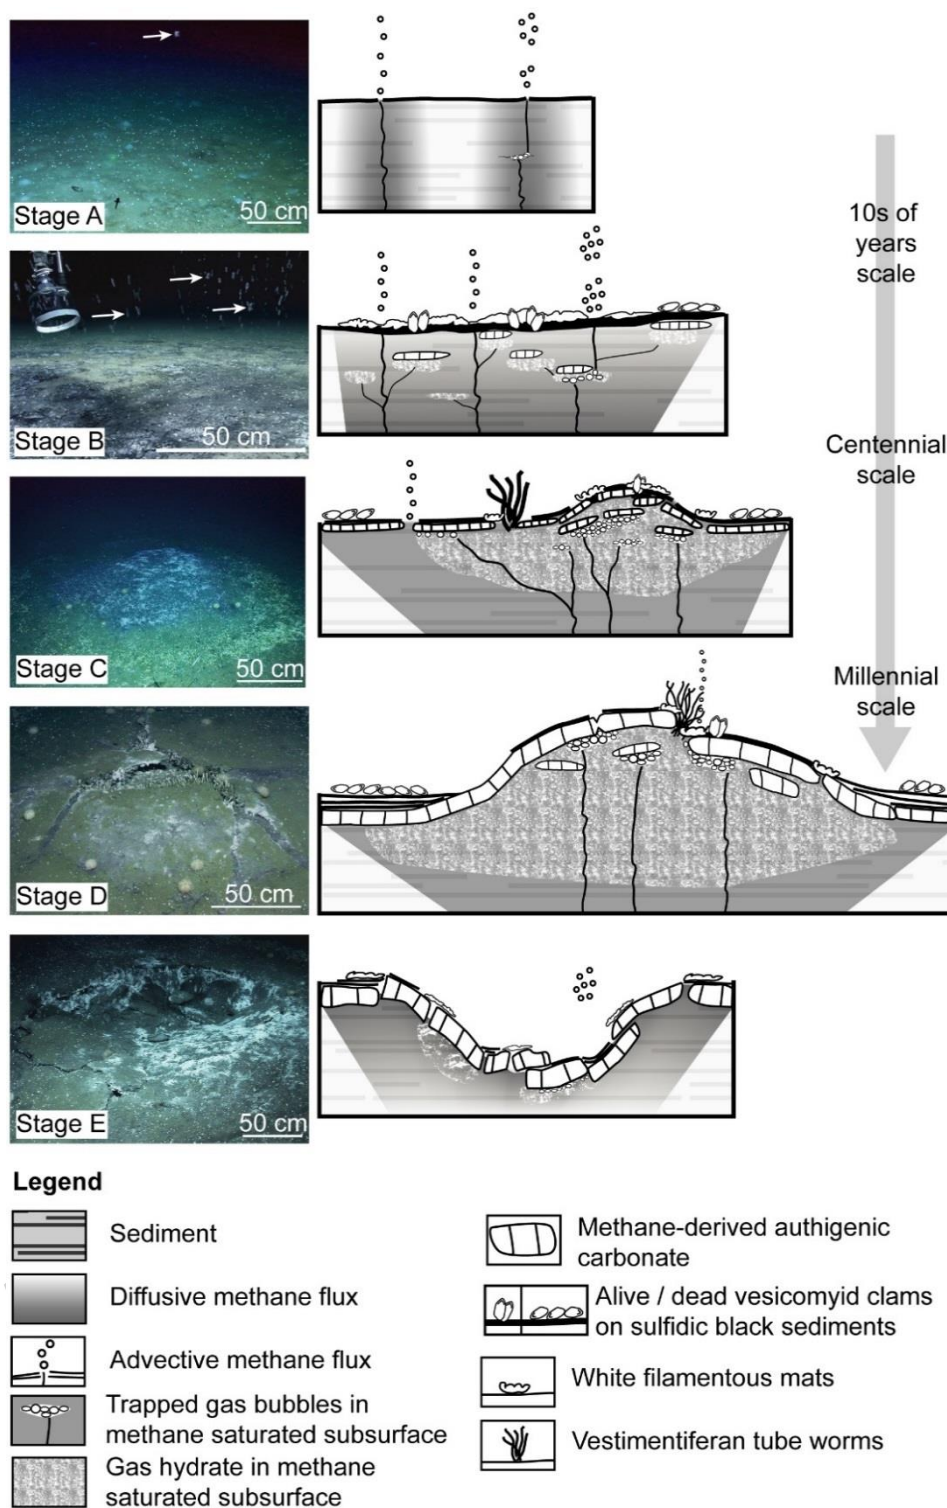 Stage A
50 cm
10s of
years
scale
Stage B
50 cm
Centennial
scale
Stage C
50 cm
Millennial
scale
Stage D
50 cm
Stage E
50 cm
Legend
Sediment
Diffusive methane flux
Advective methane flux
Trapped gas bubbles in
methane saturated subsurface
Gas hydrate in methane
saturated subsurface
Methane-derived authigenic
carbonate
Alive / dead vesicomyid clams
on sulfidic black sediments
White filamentous mats
Vestimentiferan tube worms